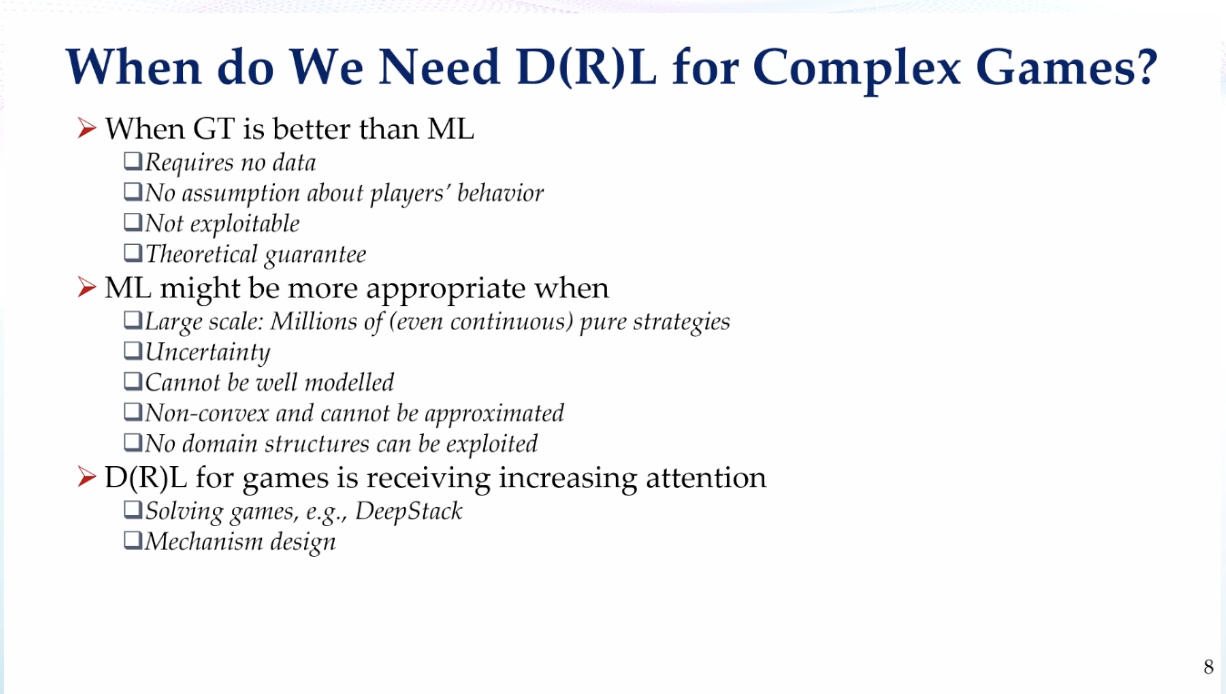 When do We Need D(R)L for Complex Games?
When GT is better than ML
Requires no data
No assumption about players’ behavior
Not exploitable
Theoretical guarantee
ML might be more appropriate when
Large scale: Millions of (even continuous) pure strategies
Uncertainty
Cannot be well modelled
Non-convex and cannot be approximated
No domain structures can be exploited
D(R)L for games is receiving increasing attention
Solving games, e.g., DeepStack
Mechanism design
8